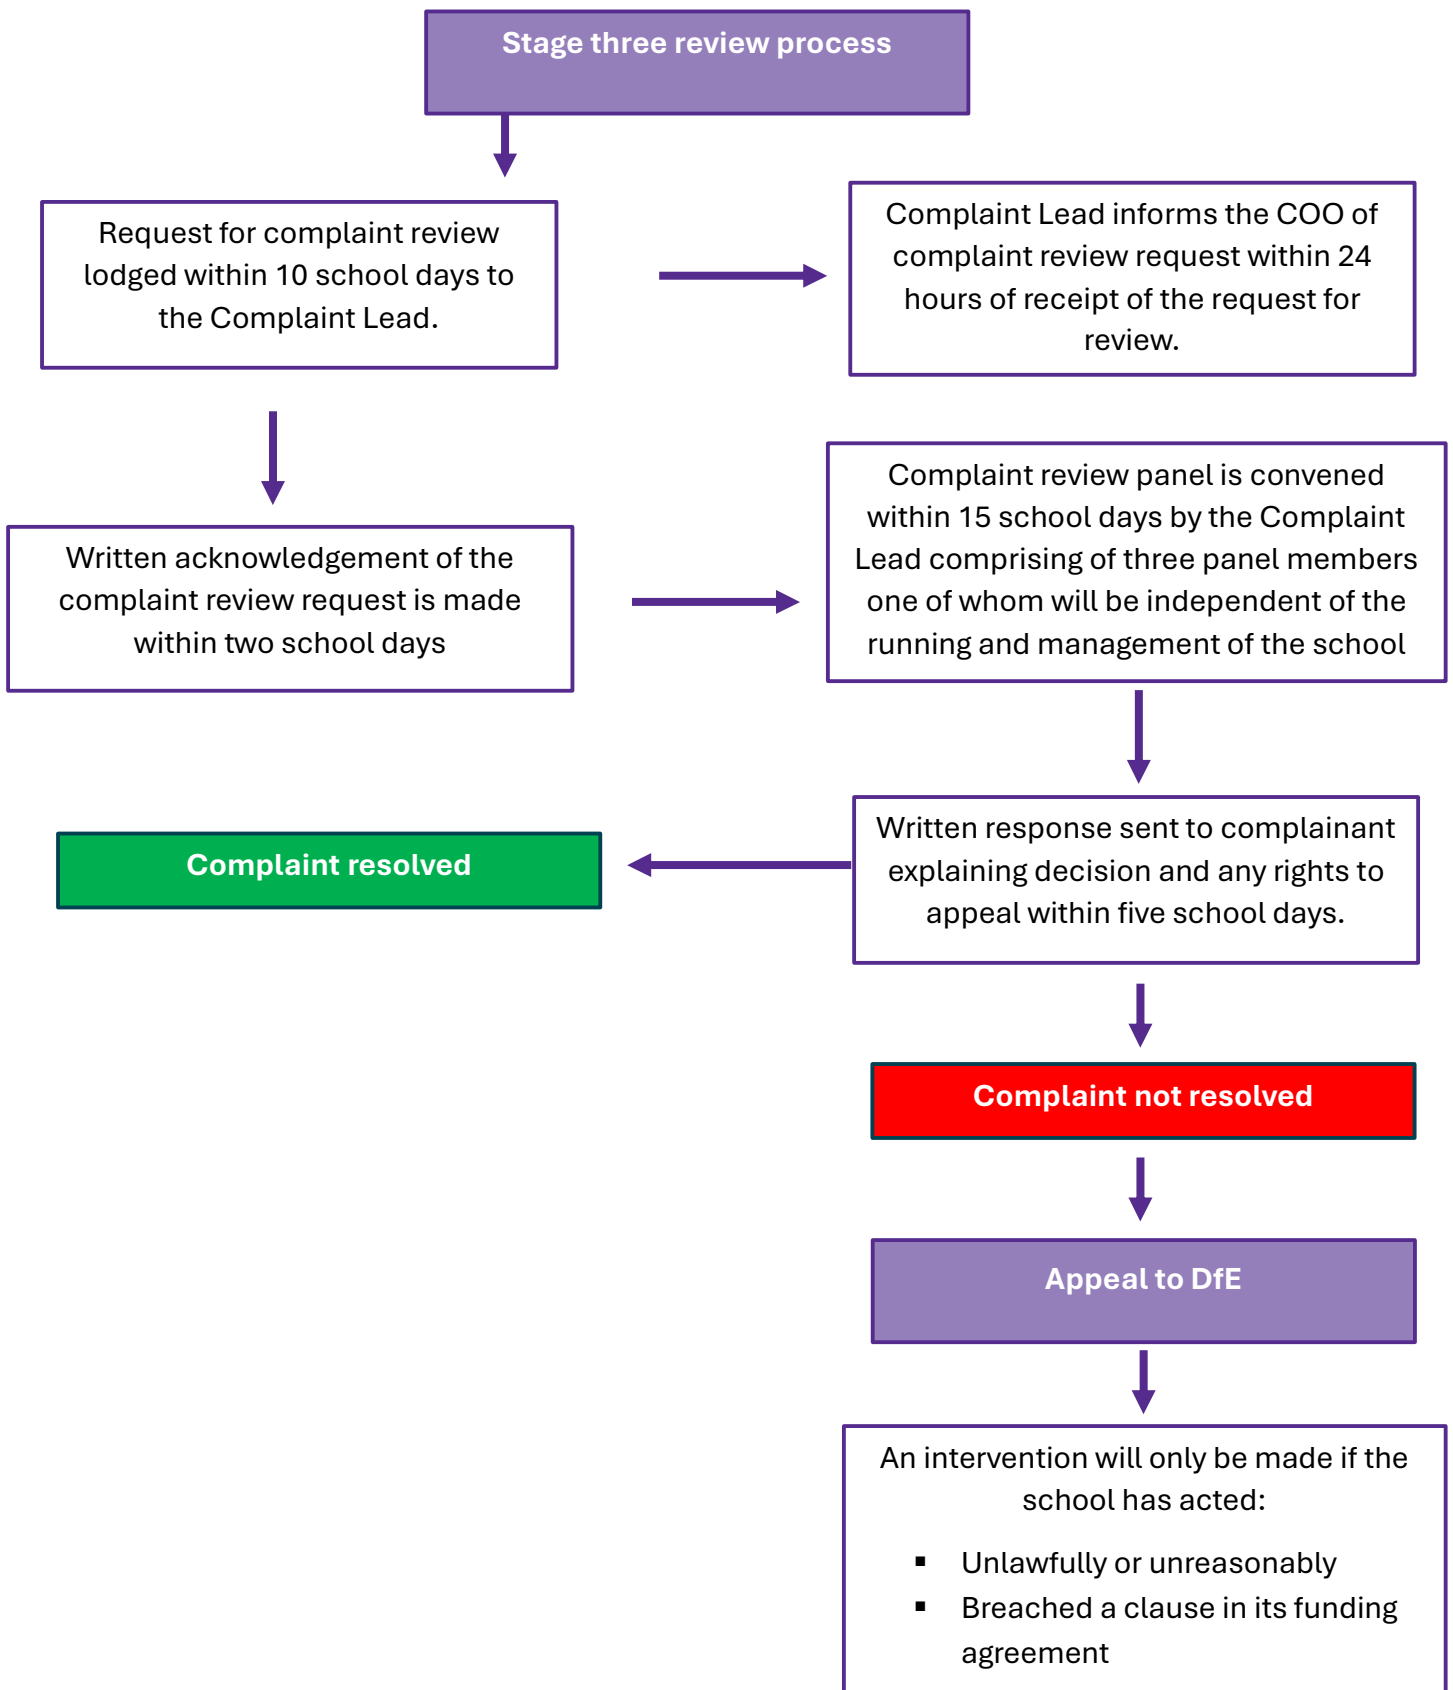 Stage three review process
Request for complaint review
lodged within 10 school days to
the Complaint Lead.
Complaint Lead informs the COO of
complaint review request within 24
hours of receipt of the request for
review.
Written acknowledgement of the
complaint review request is made
within two school days
Complaint review panel is convened
within 15 school days by the Complaint
Lead comprising of three panel members
one of whom will be independent of the
running and management of the school
Complaint resolved
Written response sent to complainant
explaining decision and any rights to
appeal within five school days.
Complaint not resolved
Appeal to DfE
An intervention will only be made if the
school has acted:
▪ Unlawfully or unreasonably
▪ Breached a clause in its funding
agreement